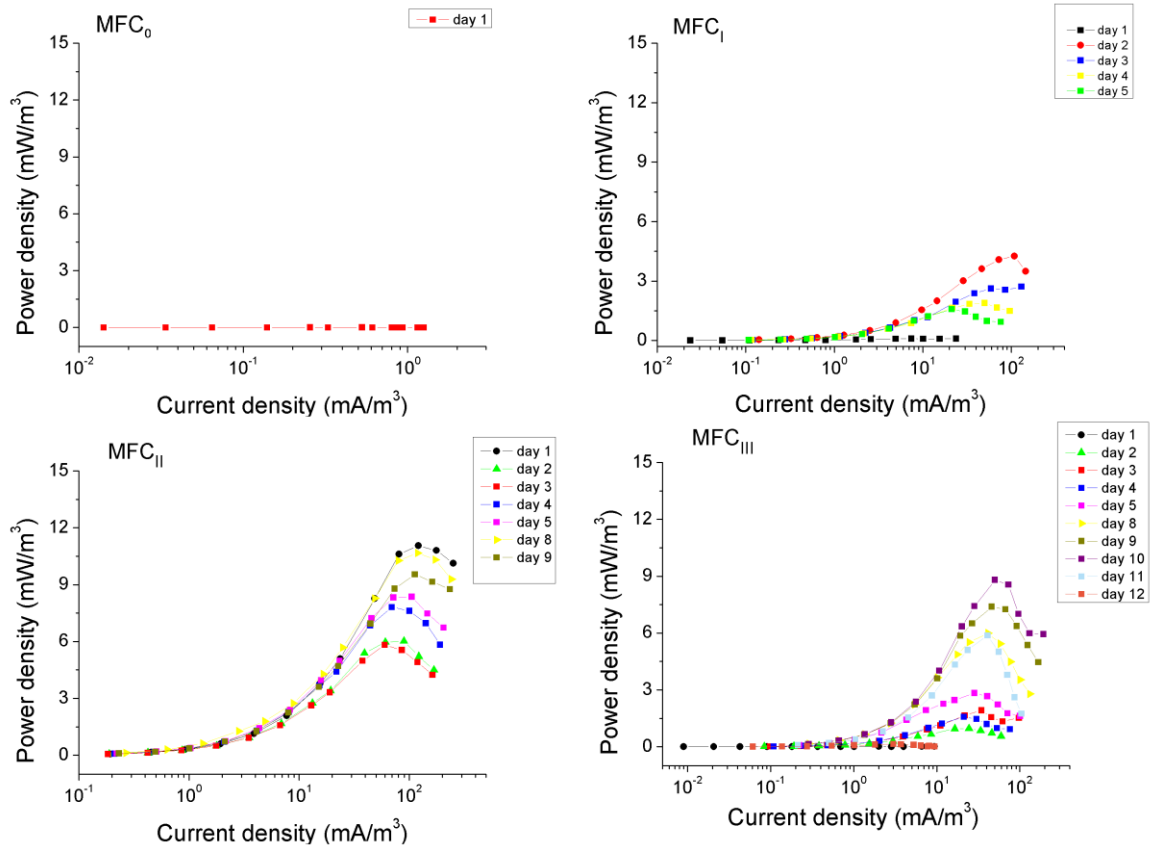 MFC₀
day 1
15
12
9
6
3
0
Power density (mW/m³)
10⁻² 10⁻¹ 10⁰
Current density (mA/m³)
MFC_I
day 1
day 2
day 3
day 4
day 5
15
12
9
6
3
0
Power density (mW/m³)
10⁻² 10⁻¹ 10⁰ 10¹ 10²
Current density (mA/m³)
MFC_II
day 1
day 2
day 3
day 4
day 5
day 8
day 9
15
12
9
6
3
0
Power density (mW/m³)
10⁻¹ 10⁰ 10¹ 10²
Current density (mA/m³)
MFC_III
day 1
day 2
day 3
day 4
day 5
day 8
day 9
day 10
day 11
day 12
15
12
9
6
3
0
Power density (mW/m³)
10⁻² 10⁻¹ 10⁰ 10¹ 10² 10³
Current density (mA/m³)